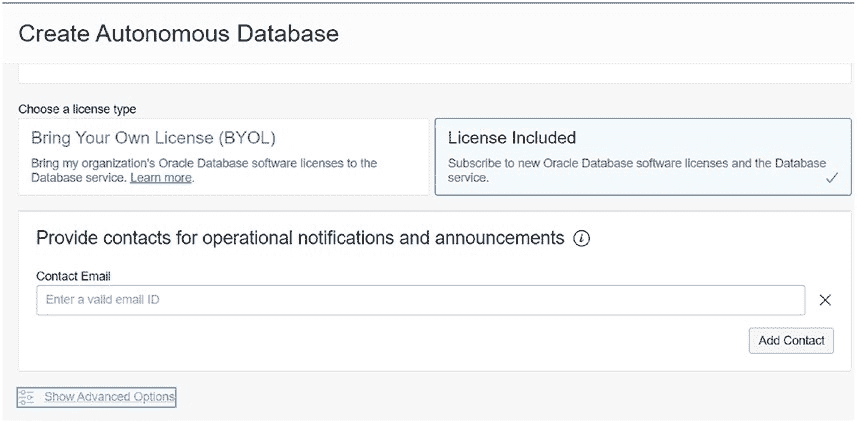 Create Autonomous Database
Choose a license type
Bring Your Own License (BYOL)
Bring my organization's Oracle Database software licenses to the
Database service. Learn more.
License Included
Subscribe to new Oracle Database software licenses and the Database
service.
Provide contacts for operational notifications and announcements
Contact Email
Enter a valid email ID
Add Contact
Show Advanced Options